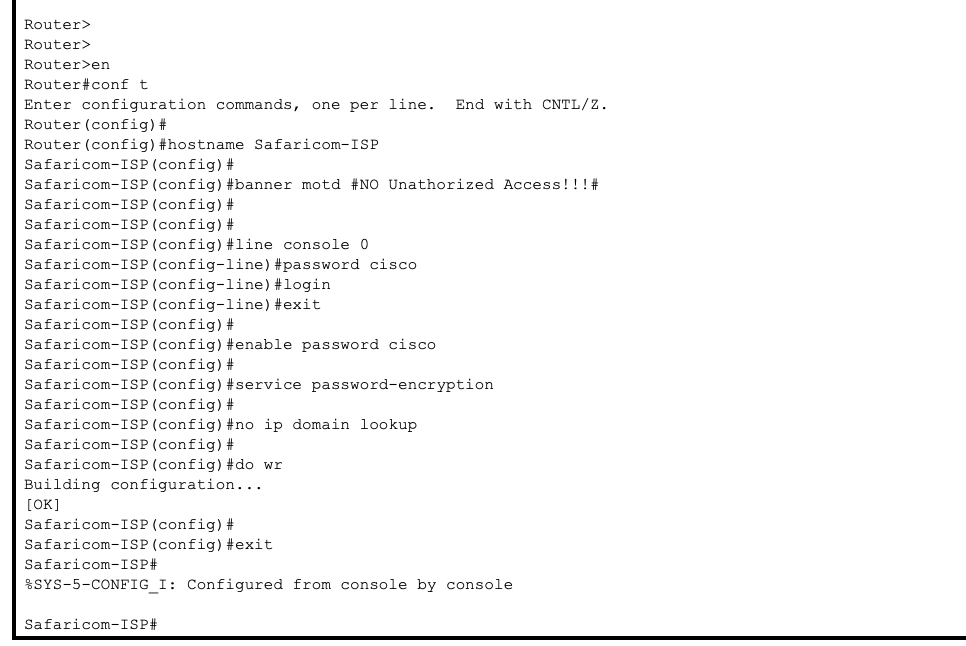 Router>
Router>
Router>en
Router#conf t
Enter configuration commands, one per line.  End with CNTL/Z.
Router(config)#
Router(config)#hostname Safaricom-ISP
Safaricom-ISP(config)#
Safaricom-ISP(config)#banner motd #NO Unathorized Access!!!#
Safaricom-ISP(config)#
Safaricom-ISP(config)#
Safaricom-ISP(config)#line console 0
Safaricom-ISP(config-line)#password cisco
Safaricom-ISP(config-line)#login
Safaricom-ISP(config-line)#exit
Safaricom-ISP(config)#
Safaricom-ISP(config)#enable password cisco
Safaricom-ISP(config)#
Safaricom-ISP(config)#service password-encryption
Safaricom-ISP(config)#
Safaricom-ISP(config)#no ip domain lookup
Safaricom-ISP(config)#
Safaricom-ISP(config)#do wr
Building configuration...
[OK]
Safaricom-ISP(config)#
Safaricom-ISP(config)#exit
Safaricom-ISP#
%SYS-5-CONFIG_I: Configured from console by console
Safaricom-ISP#